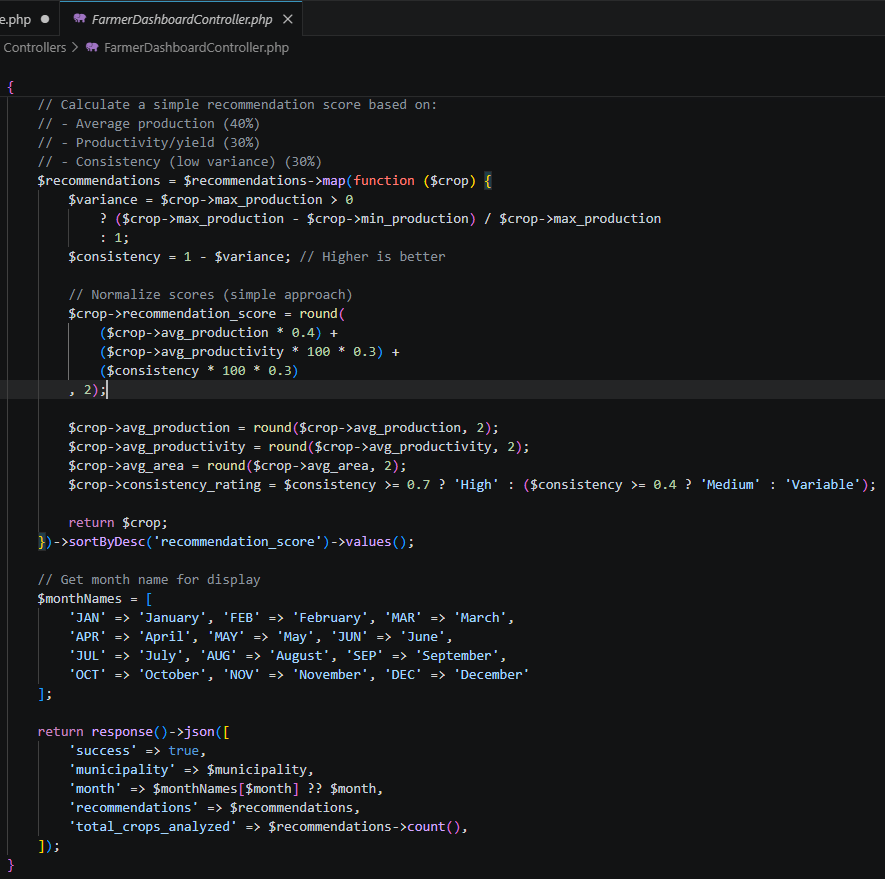 e.php ● FarmerDashboardController.php ×
Controllers > FarmerDashboardController.php
{
    // Calculate a simple recommendation score based on:
    // - Average production (40%)
    // - Productivity/yield (30%)
    // - Consistency (low variance) (30%)
    $recommendations = $recommendations->map(function ($crop) {
        $variance = $crop->max_production > 0
            ? ($crop->max_production - $crop->min_production) / $crop->max_production
            : 1;
        $consistency = 1 - $variance; // Higher is better

        // Normalize scores (simple approach)
        $crop->recommendation_score = round(
            ($crop->avg_production * 0.4) +
            ($crop->avg_productivity * 100 * 0.3) +
            ($consistency * 100 * 0.3)
        , 2);

        $crop->avg_production = round($crop->avg_production, 2);
        $crop->avg_productivity = round($crop->avg_productivity, 2);
        $crop->avg_area = round($crop->avg_area, 2);
        $crop->consistency_rating = $consistency >= 0.7 ? 'High' : ($consistency >= 0.4 ? 'Medium' : 'Variable');

        return $crop;
    })->sortByDesc('recommendation_score')->values();

    // Get month name for display
    $monthNames = [
        'JAN' => 'January', 'FEB' => 'February', 'MAR' => 'March',
        'APR' => 'April', 'MAY' => 'May', 'JUN' => 'June',
        'JUL' => 'July', 'AUG' => 'August', 'SEP' => 'September',
        'OCT' => 'October', 'NOV' => 'November', 'DEC' => 'December'
    ];

    return response()->json([
        'success' => true,
        'municipality' => $municipality,
        'month' => $monthNames[$month] ?? $month,
        'recommendations' => $recommendations,
        'total_crops_analyzed' => $recommendations->count(),
    ]);
}